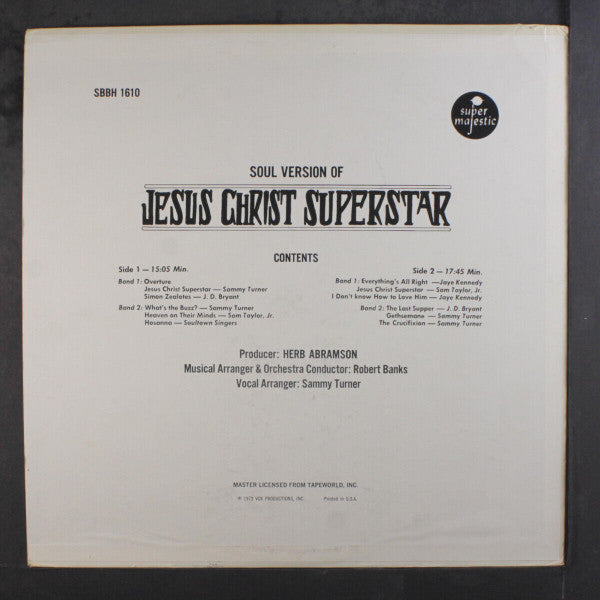 SBBH 1610
super
majestic
SOUL VERSION OF
JESUS CHRIST SUPERSTAR
CONTENTS
Side 1 — 15:05 Min.
Band 1: Overture
Jesus Christ Superstar — Sammy Turner
Simon Zealotes — J. D. Bryant
Band 2: What's the Buzz? — Sammy Turner
Heaven on Their Minds — Sam Taylor, Jr.
Hosanna — Soultown Singers
Side 2 — 17:45 Min.
Band 1: Everything's All Right — Jaye Kennedy
Jesus Christ Superstar — Sam Taylor, Jr.
I Don't know How to Love Him — Jaye Kennedy
Band 2: The Last Supper — J. D. Bryant
Gethsemane — Sammy Turner
The Crucifixian — Sammy Turner
Producer: HERB ABRAMSON
Musical Arranger & Orchestra Conductor: Robert Banks
Vocal Arranger: Sammy Turner
MASTER LICENSED FROM TAPEWORLD, INC.
℗ 1973 VOX PRODUCTIONS, INC. Printed in U.S.A.